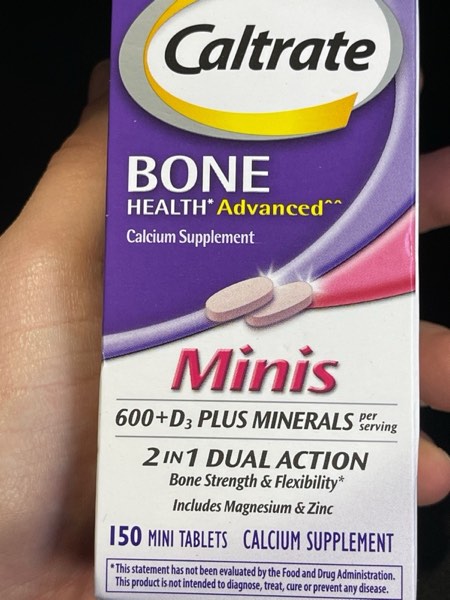 Caltrate
BONE
HEALTH* Advanced^^
Calcium Supplement
Minis
600+D₃ PLUS MINERALS per serving
2 IN 1 DUAL ACTION
Bone Strength & Flexibility*
Includes Magnesium & Zinc
150 MINI TABLETS CALCIUM SUPPLEMENT
*This statement has not been evaluated by the Food and Drug Administration.
This product is not intended to diagnose, treat, cure or prevent any disease.